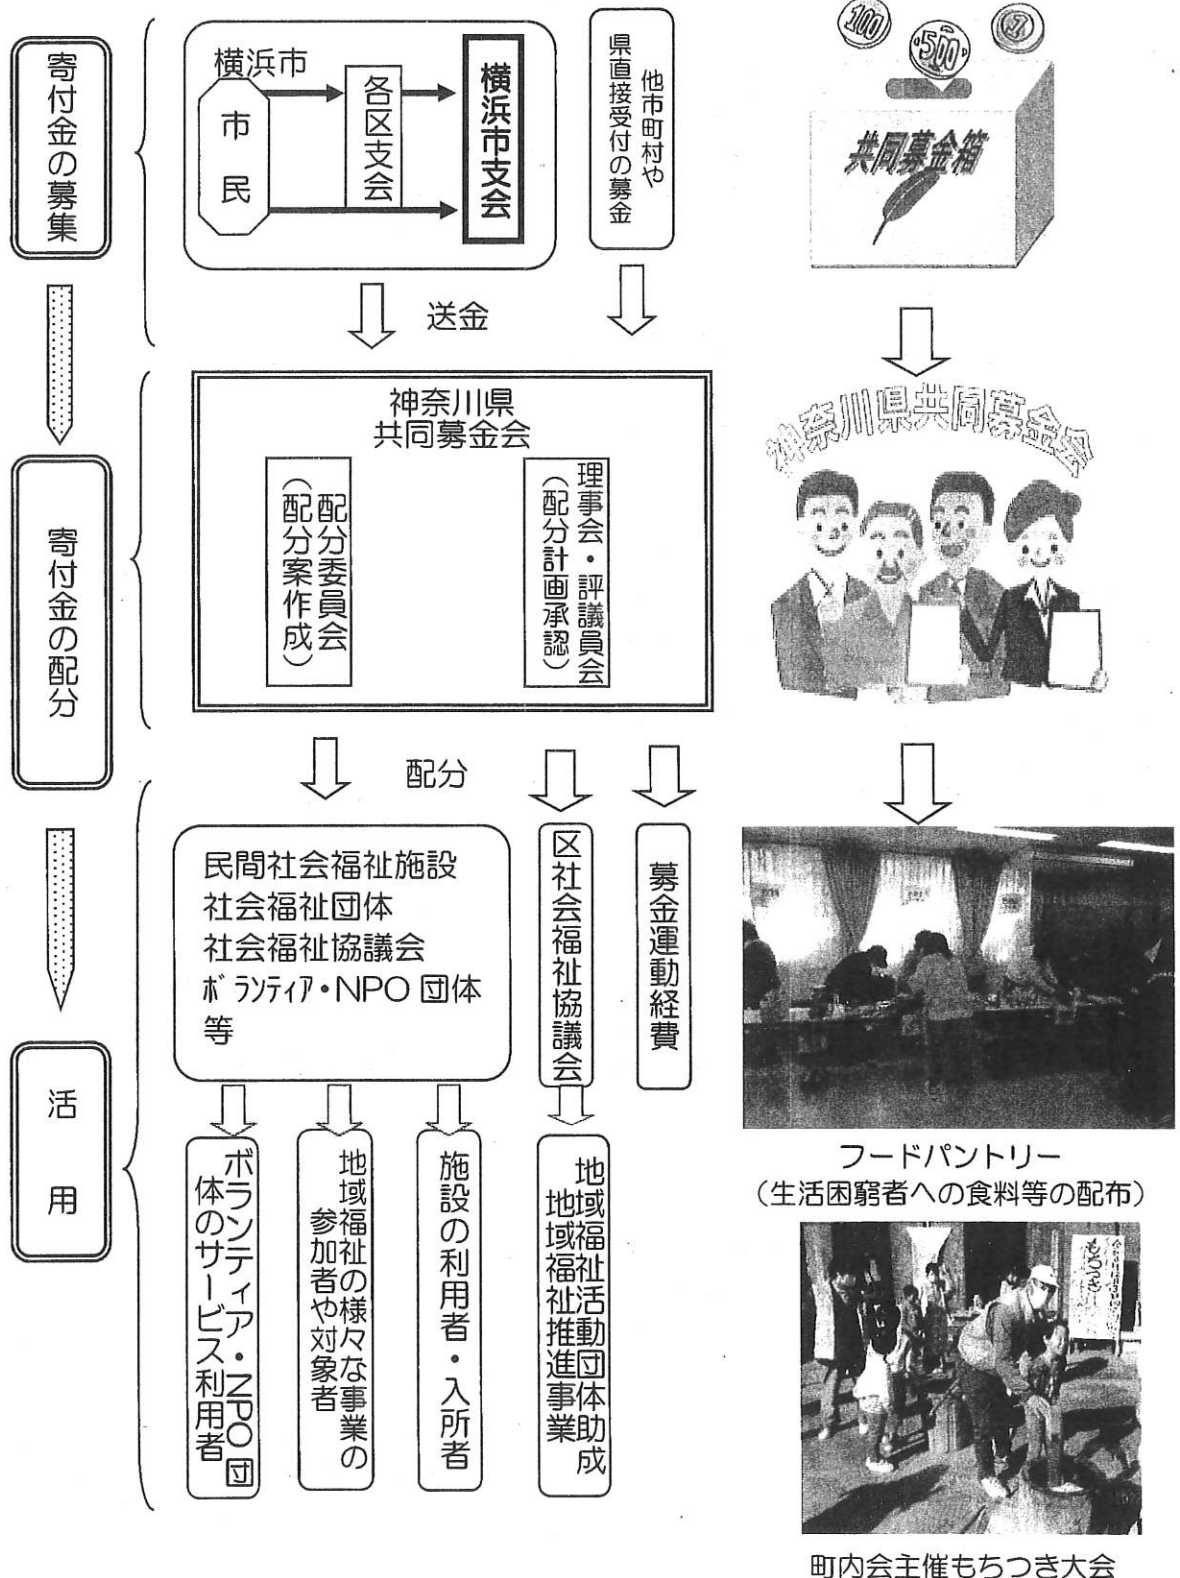 寄付金の募集
横浜市
市民
各区支会
横浜市支会
他市町村や
県直接受付の募金
100
500
1
共同募金箱
送金
寄付金の配分
神奈川県
共同募金会
配分委員会
（配分案作成）
理事会・評議員会
（配分計画承認）
神奈川県共同募金会
配分
活用
民間社会福祉施設
社会福祉団体
社会福祉協議会
ボランティア・NPO 団体
等
区社会福祉協議会
募金運動経費
ボランティア・NPO団
体のサービス利用者
地域福祉の様々な事業の
参加者や対象者
施設の利用者・入所者
地域福祉活動団体助成
地域福祉推進事業
フードパントリー
（生活困窮者への食料等の配布）
もちつき
町内会主催もちつき大会